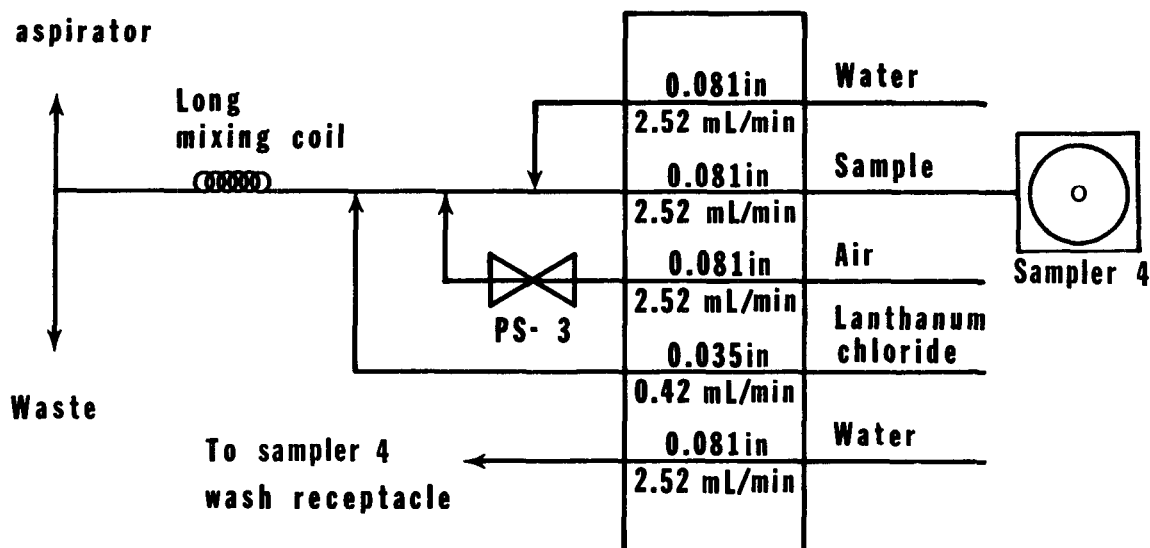 aspirator
Long
mixing coil
0.081in
Water
2.52 mL/min
0.081in
Sample
2.52 mL/min
0.081in
Air
Sampler 4
2.52 mL/min
PS- 3
Lanthanum
chloride
0.035in
0.42 mL/min
Waste
To sampler 4
wash receptacle
0.081in
Water
2.52 mL/min